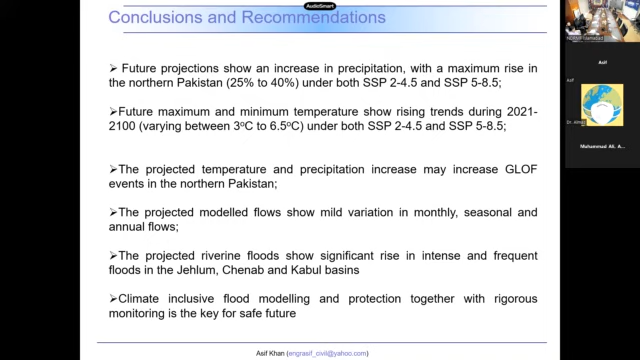 AudioSmart
Conclusions and Recommendations
➢Future projections show an increase in precipitation, with a maximum rise in
the northern Pakistan (25% to 40%) under both SSP 2-4.5 and SSP 5-8.5;
➢Future maximum and minimum temperature show rising trends during 2021-
2100 (varying between 3ᵒC to 6.5ᵒC) under both SSP 2-4.5 and SSP 5-8.5;
➢The projected temperature and precipitation increase may increase GLOF
events in the northern Pakistan;
➢The projected modelled flows show mild variation in monthly, seasonal and
annual flows;
➢The projected riverine floods show significant rise in intense and frequent
floods in the Jehlum, Chenab and Kabul basins
➢Climate inclusive flood modelling and protection together with rigorous
monitoring is the key for safe future
Asif Khan (engrasif_civil@yahoo.com)
Asif
Asif
Muhammad Ali, A...